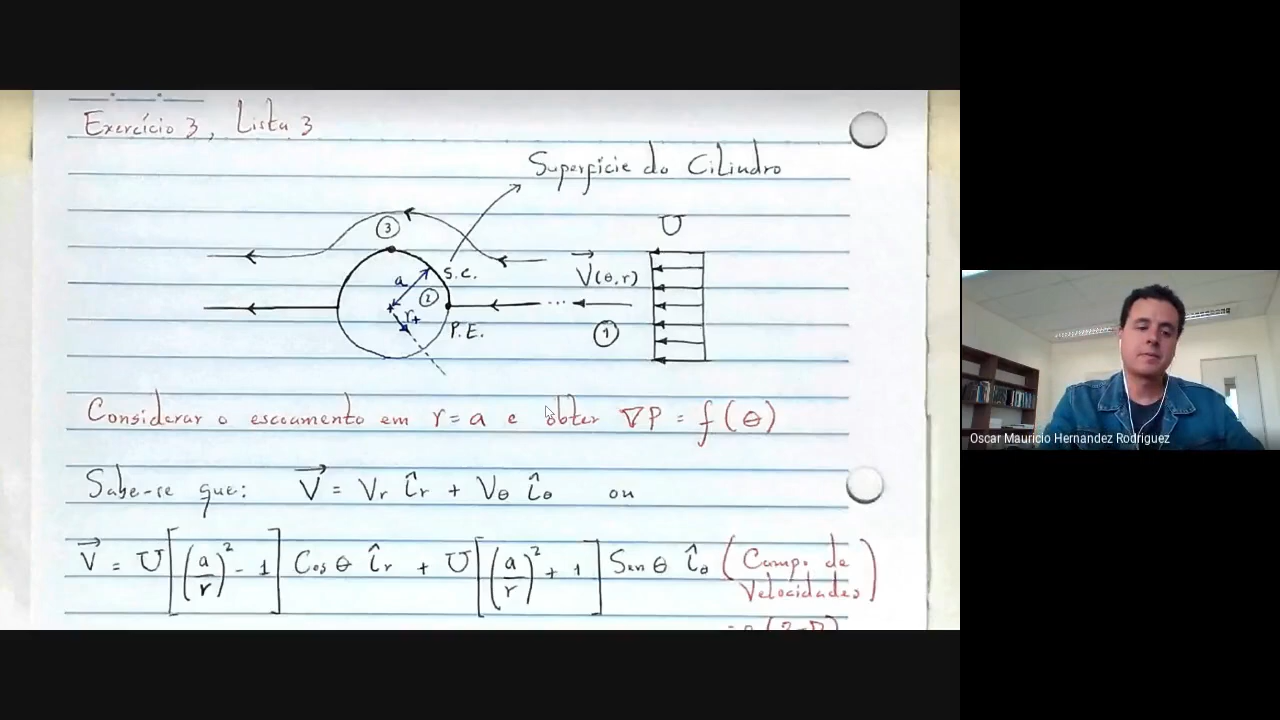 Exercício 3, Lista 3
Superfície do Cilindro
U
3
V(θ,r)
S.C.
a
2
r+
P.E.
1
Considerar o escoamento em r = a e obter ∇P = f(θ)
Sabe-se que: V = Vr îr + Vθ îθ ou
V = U[(a/r)² - 1] Cos θ îr + U[(a/r)² + 1] Sen θ îθ (Camp. de
Velocidades)
Oscar Mauricio Hernandez Rodriguez